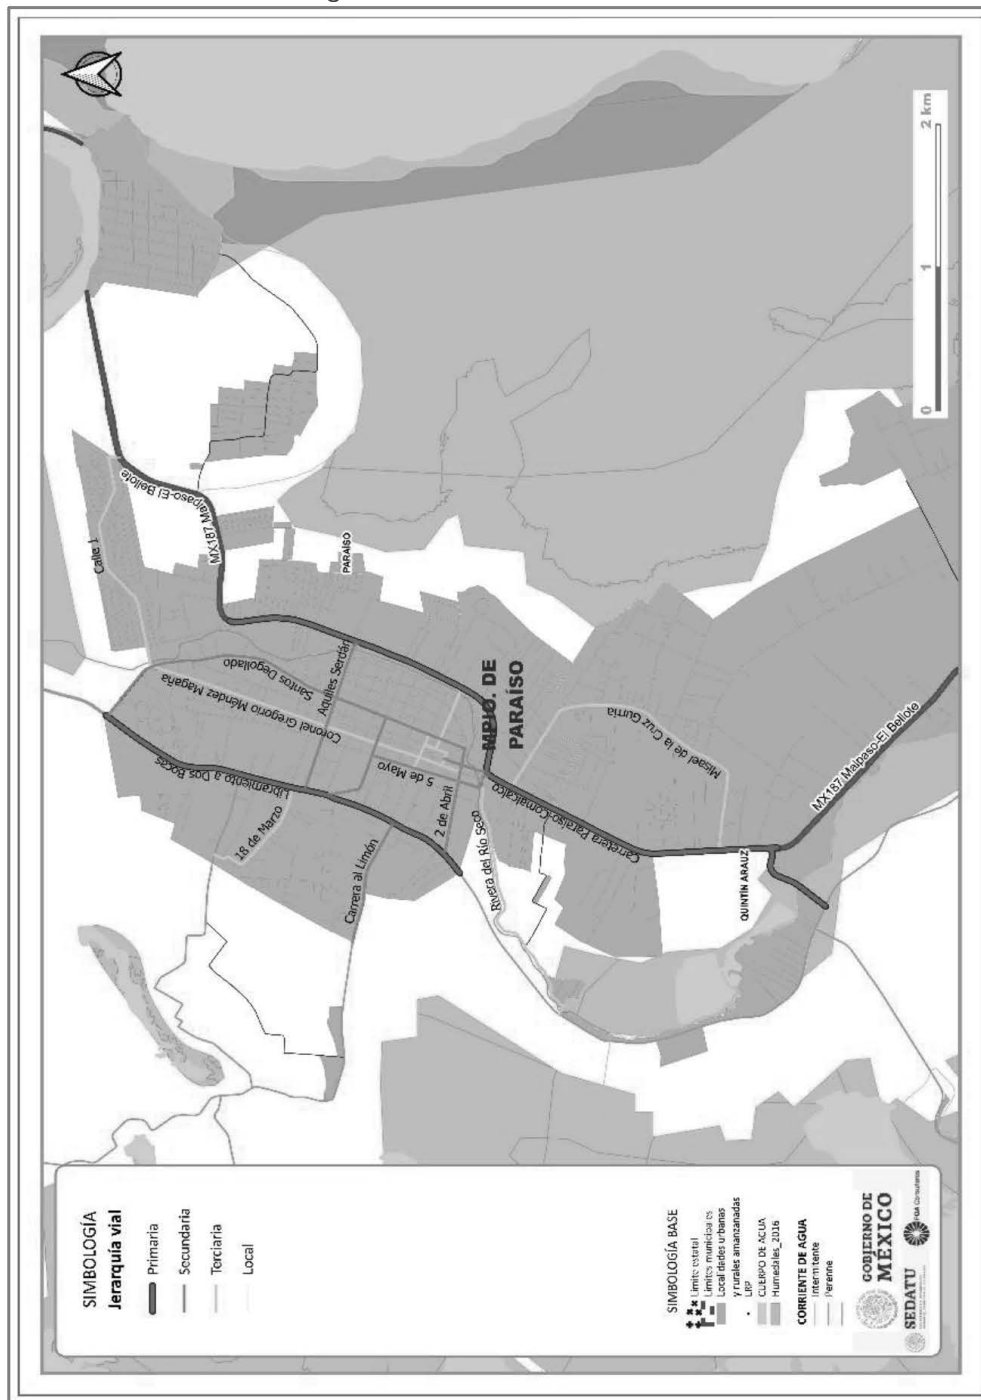 Calle 1
MX187 Malpaso-El Bellote
PARAÍSO
Santos Degollado
Aquiles Serdán
Coronel Gregorio Méndez Magaña
Libramiento a Dos Bocas
18 de Marzo
5 de Mayo
2 de Abril
Carrera al Limón
Rivera del Río Seco
MPIO. DE
PARAÍSO
Carretera Paraíso-Comalcalco
Misael de la Cruz Gurria
QUINTÍN ARAUZ
MX187 Malpaso-El Bellote
0 1 2 km
SIMBOLOGÍA
Jerarquía vial
Primaria
Secundaria
Terciaria
Local
SIMBOLOGÍA BASE
Límite estatal
Límites municipales
Localidades urbanas
y rurales amanzanadas
LRP
CUERPO DE AGUA
Humedales_2016
CORRIENTE DE AGUA
Intermitente
Perenne
GOBIERNO DE
MÉXICO
SEDATU
Consultores